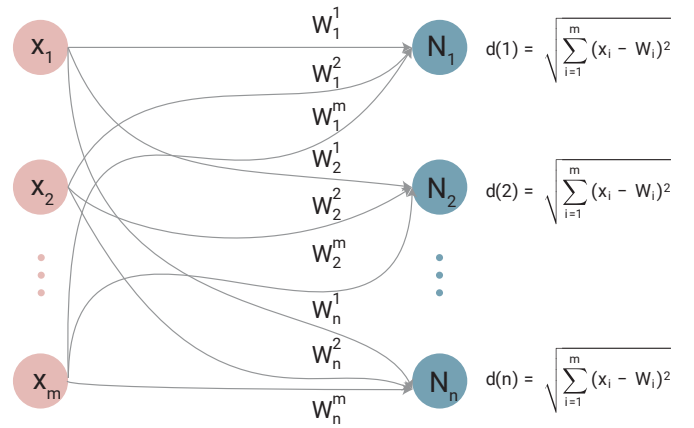 x₁
W₁¹
N₁
d(1) = √∑ᵢ₌₁ᵐ (xᵢ − Wᵢ)²
W₁²
W₁ᵐ
W₂¹
x₂
N₂
d(2) = √∑ᵢ₌₁ᵐ (xᵢ − Wᵢ)²
W₂²
W₂ᵐ
Wₙ¹
Wₙ²
xₘ
Nₙ
d(n) = √∑ᵢ₌₁ᵐ (xᵢ − Wᵢ)²
Wₙᵐ